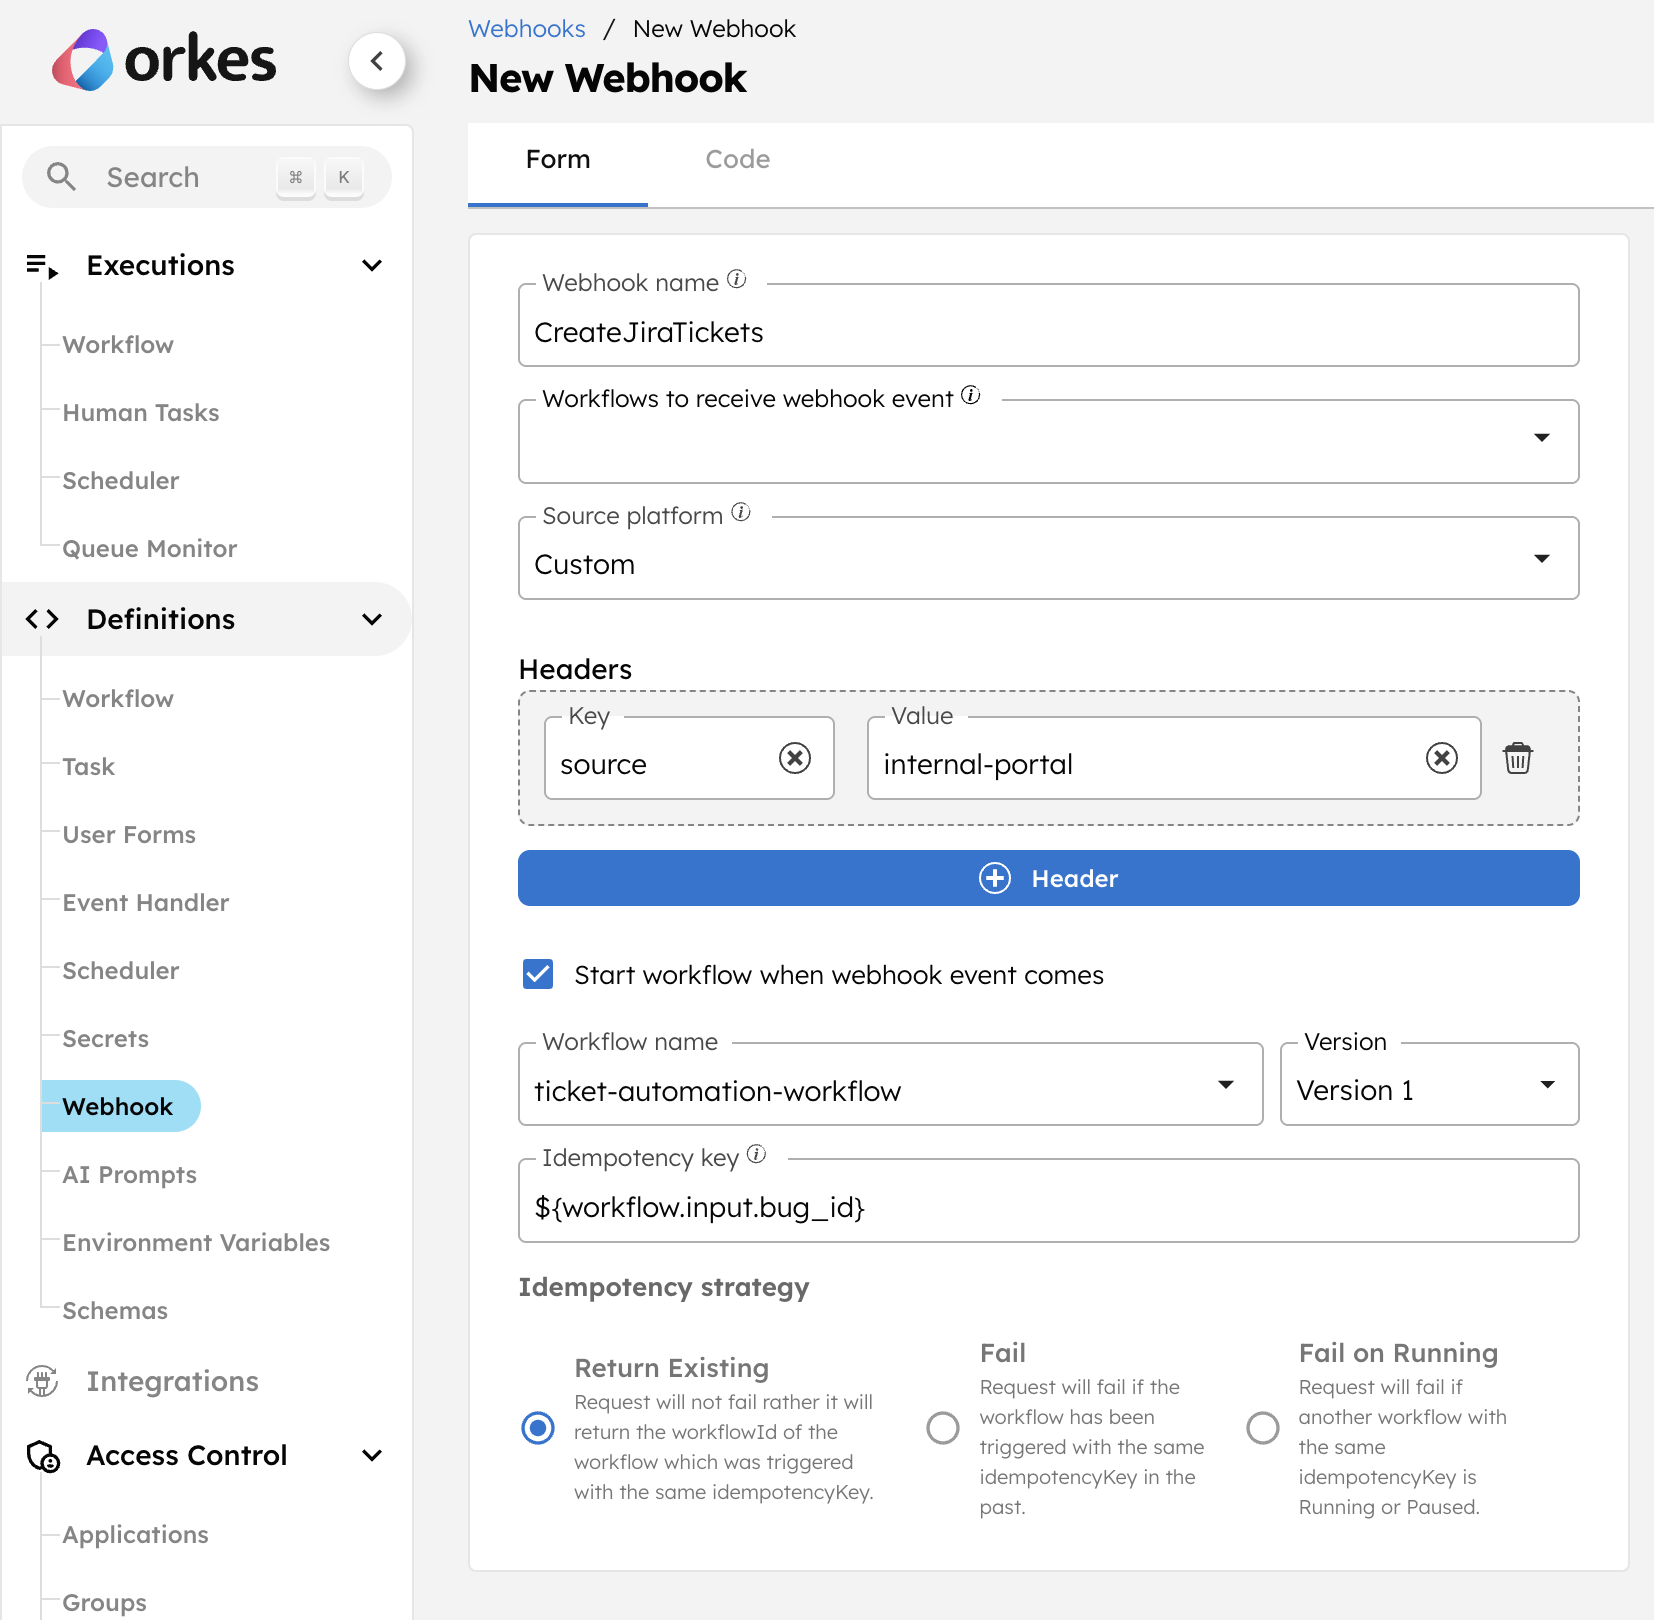 orkes
Search
⌘ K
Executions
Workflow
Human Tasks
Scheduler
Queue Monitor
Definitions
Workflow
Task
User Forms
Event Handler
Scheduler
Secrets
Webhook
AI Prompts
Environment Variables
Schemas
Integrations
Access Control
Applications
Groups
Webhooks / New Webhook
New Webhook
Form
Code
Webhook name
CreateJiraTickets
Workflows to receive webhook event
Source platform
Custom
Headers
Key
source
Value
internal-portal
Header
Start workflow when webhook event comes
Workflow name
ticket-automation-workflow
Version
Version 1
Idempotency key
${workflow.input.bug_id}
Idempotency strategy
Return Existing
Request will not fail rather it will
return the workflowId of the
workflow which was triggered
with the same idempotencyKey.
Fail
Request will fail if the
workflow has been
triggered with the same
idempotencyKey in the
past.
Fail on Running
Request will fail if
another workflow with
the same
idempotencyKey is
Running or Paused.